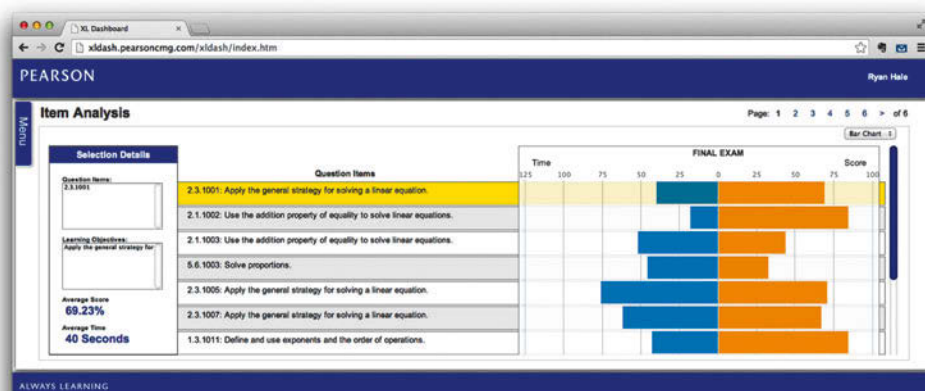 XL Dashboard
xldash.pearsoncmg.com/xldash/index.htm
PEARSON
Ryan Hale
Menu
Item Analysis
Page: 1 2 3 4 5 6 > of 6
Bar Chart
Selection Details
Question Items:
2.3.1001
Learning Objectives:
Apply the general strategy for
Average Score
69.23%
Average Time
40 Seconds
Question Items
FINAL EXAM
Time
Score
125 100 75 50 25 0 25 50 75 100
2.3.1001: Apply the general strategy for solving a linear equation.
2.1.1002: Use the addition property of equality to solve linear equations.
2.1.1003: Use the addition property of equality to solve linear equations.
5.6.1003: Solve proportions.
2.3.1005: Apply the general strategy for solving a linear equation.
2.3.1007: Apply the general strategy for solving a linear equation.
1.3.1011: Define and use exponents and the order of operations.
ALWAYS LEARNING